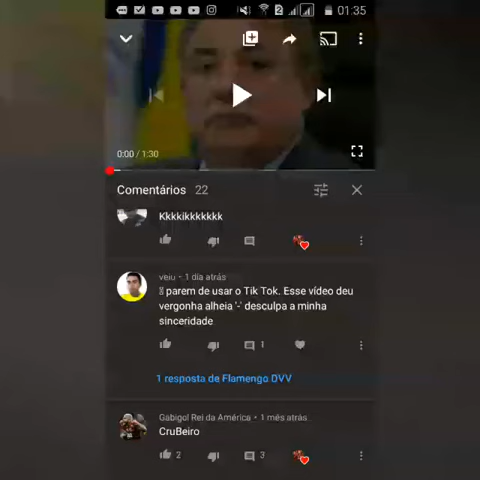 01:35
0:00 / 1:30
Comentários 22
Kkkkikkkkkkk
veiu • 1 dia atrás
parem de usar o Tik Tok. Esse vídeo deu
vergonha alheia '-' desculpa a minha
sinceridade
1
1 resposta de Flamengo DVV
Gabigol Rei da América • 1 mês atrás
CruBeiro
2 3